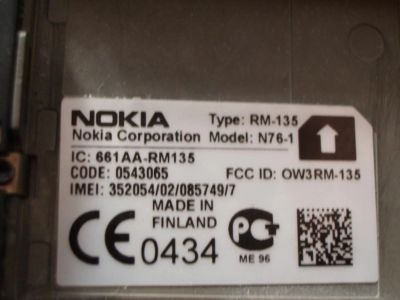 NOKIA Type: RM-135
Nokia Corporation Model: N76-1
IC: 661AA-RM135
CODE: 0543065 FCC ID: OW3RM-135
IMEI: 352054/02/085749/7
MADE IN
FINLAND
CE 0434
ME 96